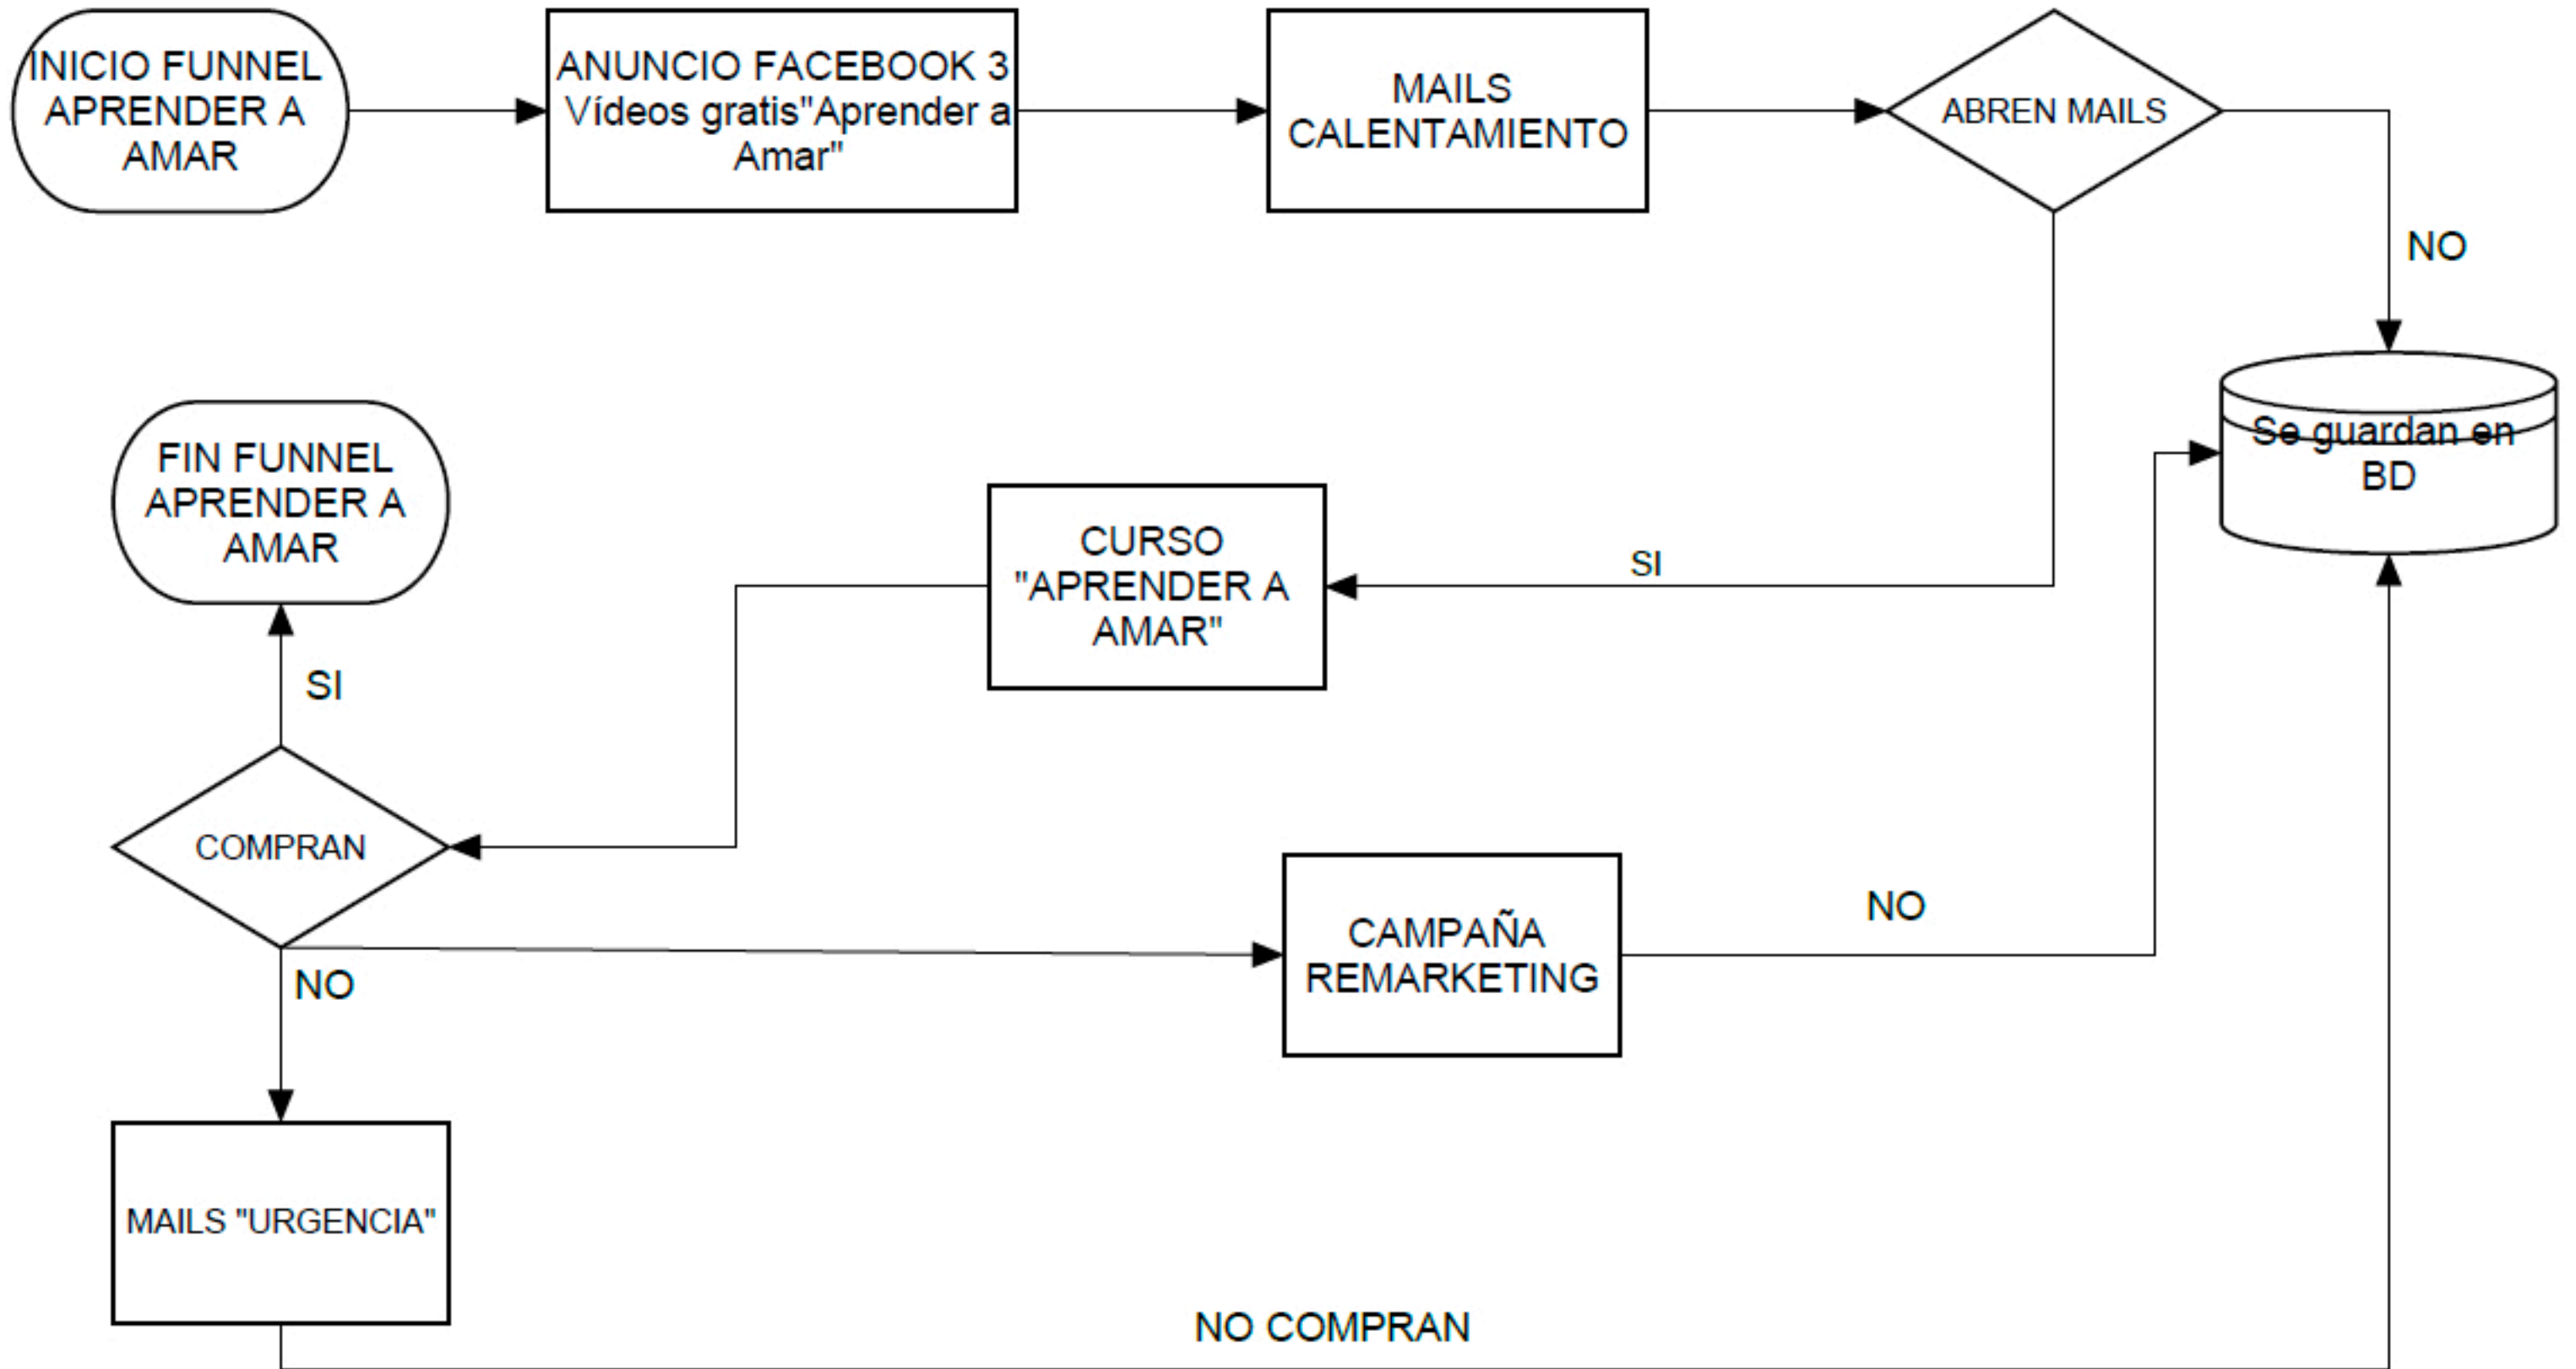 INICIO FUNNEL
APRENDER A
AMAR
ANUNCIO FACEBOOK 3
Vídeos gratis"Aprender a
Amar"
MAILS
CALENTAMIENTO
ABREN MAILS
NO
Se guardan en
BD
FIN FUNNEL
APRENDER A
AMAR
CURSO
"APRENDER A
AMAR"
SI
SI
COMPRAN
NO
CAMPAÑA
REMARKETING
NO
MAILS "URGENCIA"
NO COMPRAN